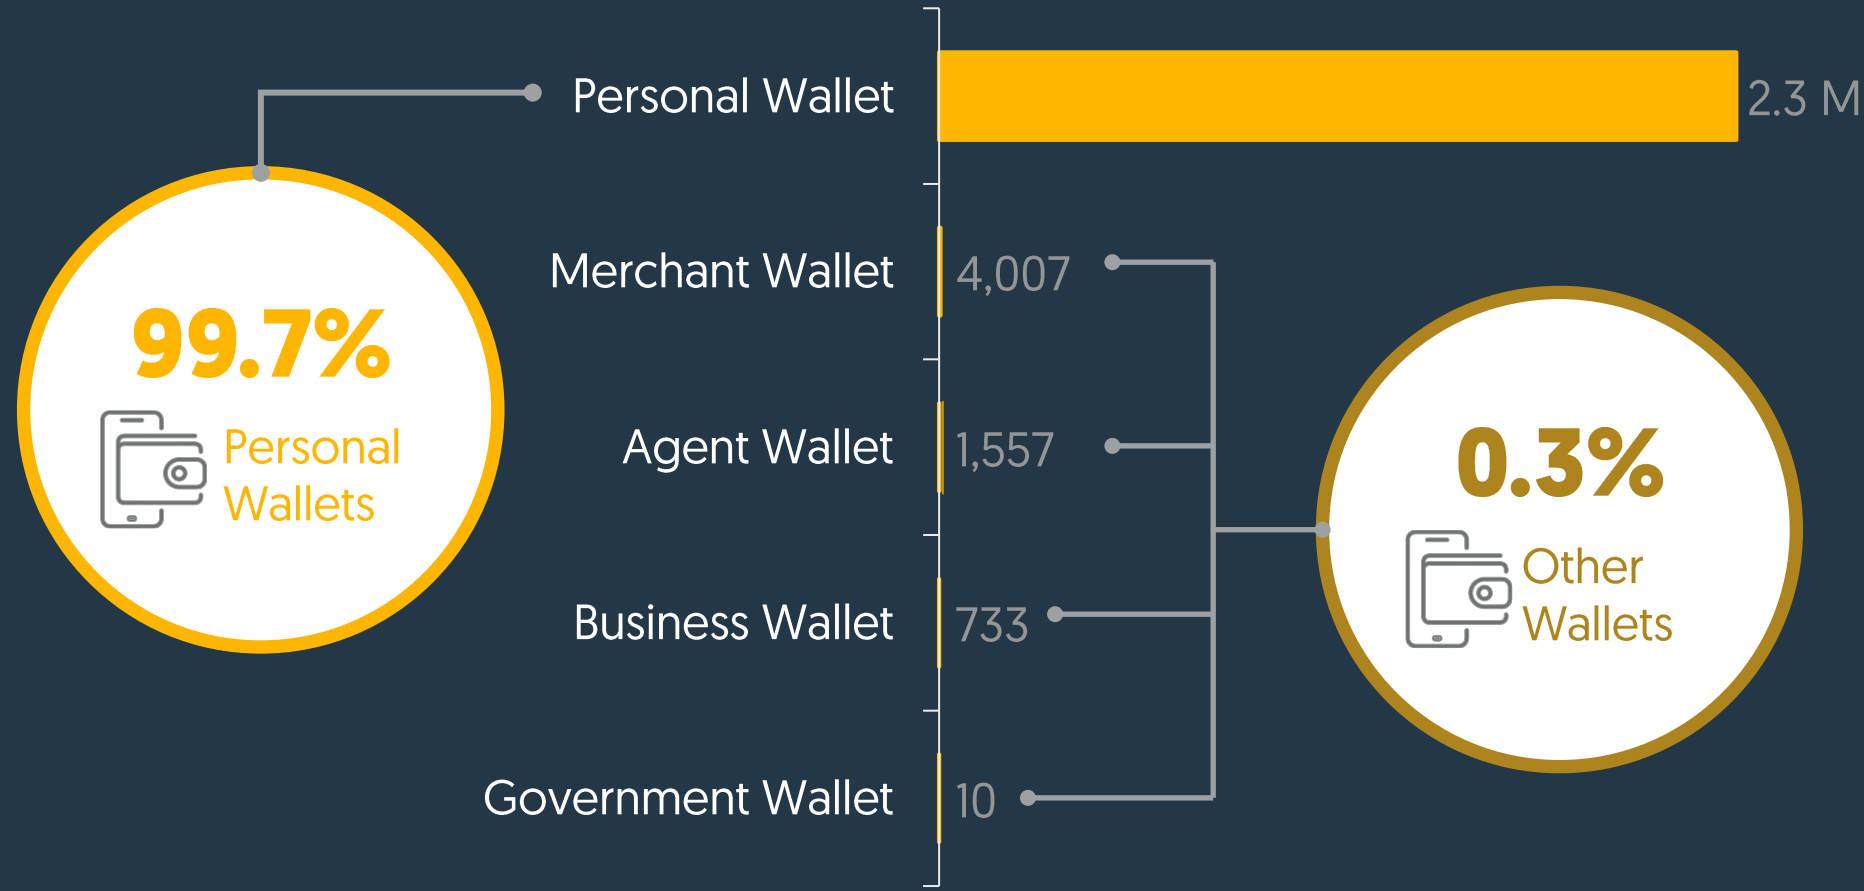 Personal Wallet
2.3 M
Merchant Wallet
4,007
Agent Wallet
1,557
Business Wallet
733
Government Wallet
10
99.7%
Personal
Wallets
0.3%
Other
Wallets